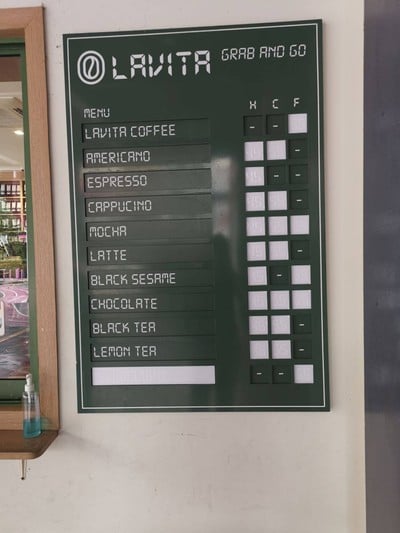 LAVITA GRAB AND GO
MENU H C F
LAVITA COFFEE - -
AMERICANO -
ESPRESSO - -
CAPPUCINO -
MOCHA
LATTE -
BLACK SESAME -
CHOCOLATE
BLACK TEA -
LEMON TEA -
- -